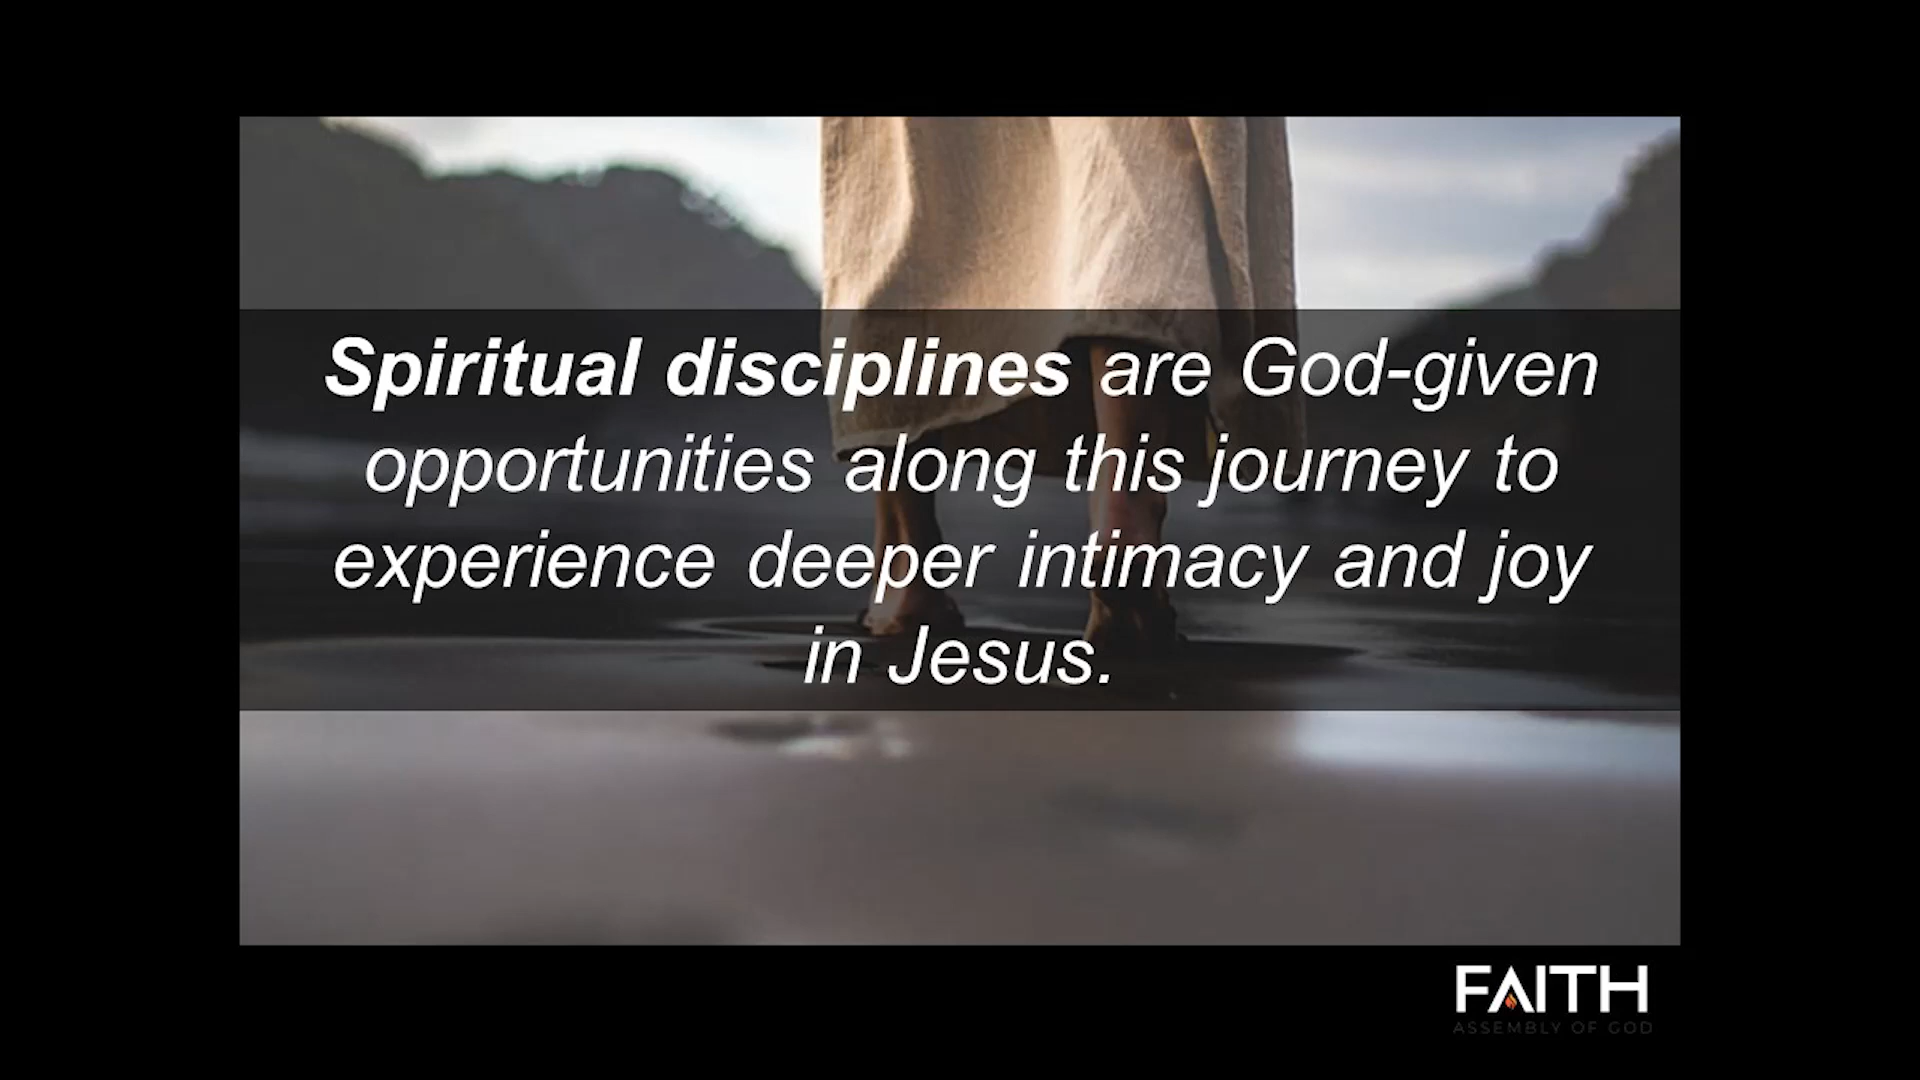 Spiritual disciplines are God-given
opportunities along this journey to
experience deeper intimacy and joy
in Jesus.
FAITH
ASSEMBLY OF GOD